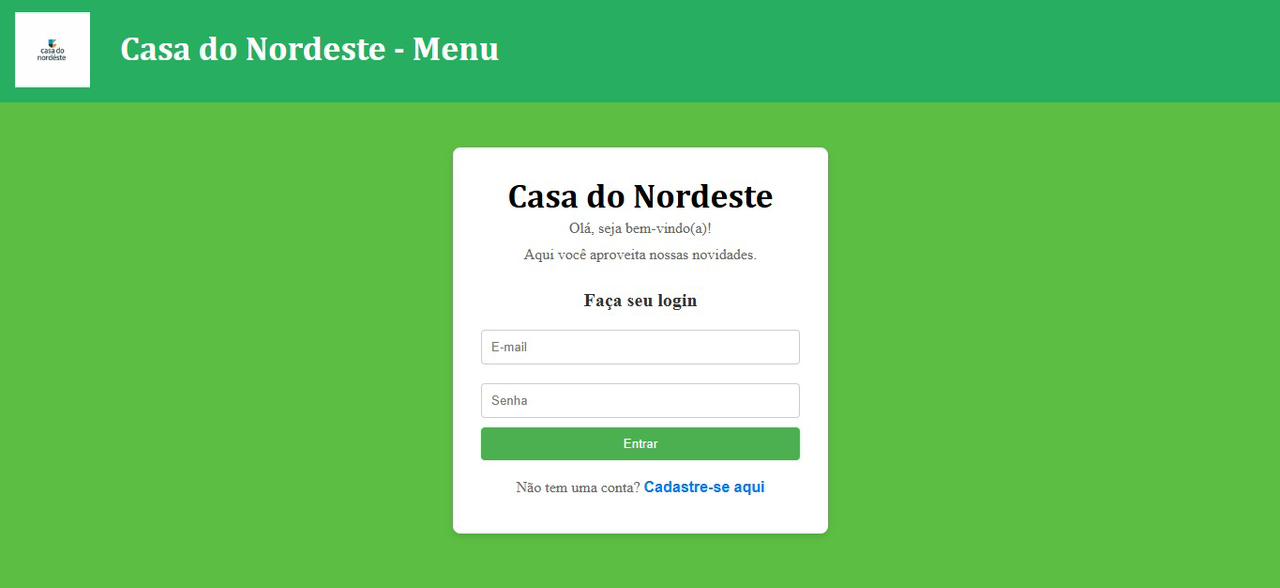 casa do
nordeste
Casa do Nordeste - Menu
Casa do Nordeste
Olá, seja bem-vindo(a)!
Aqui você aproveita nossas novidades.
Faça seu login
E-mail
Senha
Entrar
Não tem uma conta? Cadastre-se aqui